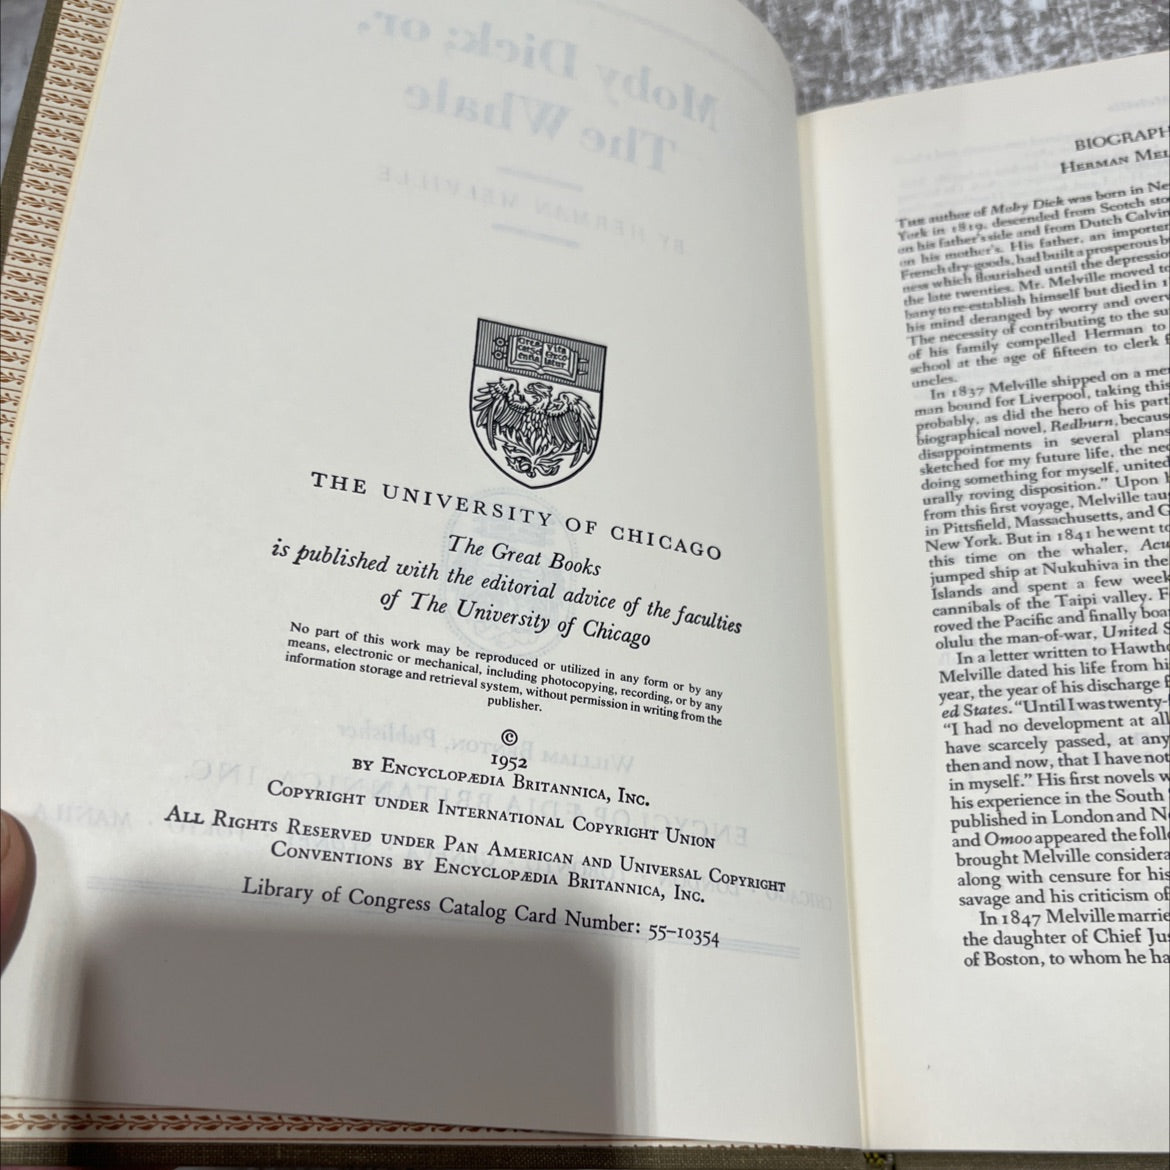 THE UNIVERSITY OF CHICAGO
The Great Books
is published with the editorial advice of the faculties
of The University of Chicago
No part of this work may be reproduced or utilized in any form or by any
means, electronic or mechanical, including photocopying, recording, or by any
information storage and retrieval system, without permission in writing from the
publisher.
©
1952
BY ENCYCLOPÆDIA BRITANNICA, INC.
COPYRIGHT UNDER INTERNATIONAL COPYRIGHT UNION
ALL RIGHTS RESERVED UNDER PAN AMERICAN AND UNIVERSAL COPYRIGHT
CONVENTIONS BY ENCYCLOPÆDIA BRITANNICA, INC.
Library of Congress Catalog Card Number: 55-10354
BIOGRAPH
HERMAN MEL
THE author of Moby Dick was born in Ne
York in 1819, descended from Scotch sto
on his father's side and from Dutch Calvin
on his mother's. His father, an importer
French dry-goods, had built a prosperous b
ness which flourished until the depressio
the late twenties. Mr. Melville moved t
bany to re-establish himself but died in 1
his mind deranged by worry and over
The necessity of contributing to the su
of his family compelled Herman to
school at the age of fifteen to clerk f
uncles.
In 1837 Melville shipped on a mer
man bound for Liverpool, taking this
probably, as did the hero of his part
biographical novel, Redburn, becaus
disappointments in several plans
sketched for my future life, the nec
doing something for myself, united
urally roving disposition." Upon h
from this first voyage, Melville tau
in Pittsfield, Massachusetts, and G
New York. But in 1841 he went to
this time on the whaler, Acu
jumped ship at Nukuhiva in the
Islands and spent a few week
cannibals of the Taipi valley. F
roved the Pacific and finally boa
olulu the man-of-war, United S
In a letter written to Hawtho
Melville dated his life from hi
year, the year of his discharge f
ed States. "Until I was twenty-
"I had no development at all
have scarcely passed, at any
then and now, that I have not
in myself." His first novels w
his experience in the South
published in London and N
and Omoo appeared the foll
brought Melville considera
along with censure for his
savage and his criticism of
In 1847 Melville marrie
the daughter of Chief Jus
of Boston, to whom he ha